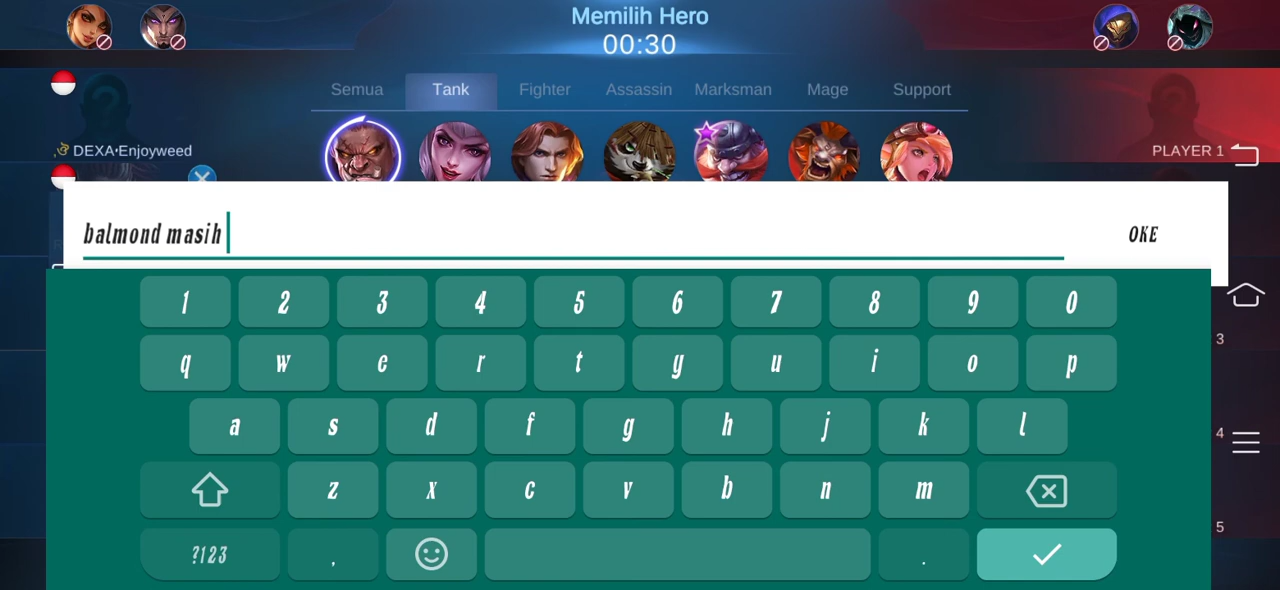 Memilih Hero
00:30
Semua Tank Fighter Assassin Marksman Mage Support
DEXA•Enjoyweed
PLAYER 1
balmond masih
OKE
1 2 3 4 5 6 7 8 9 0
q w e r t y u i o p
3
a s d f g h j k l
4
z x c v b n m
?123 , .
5